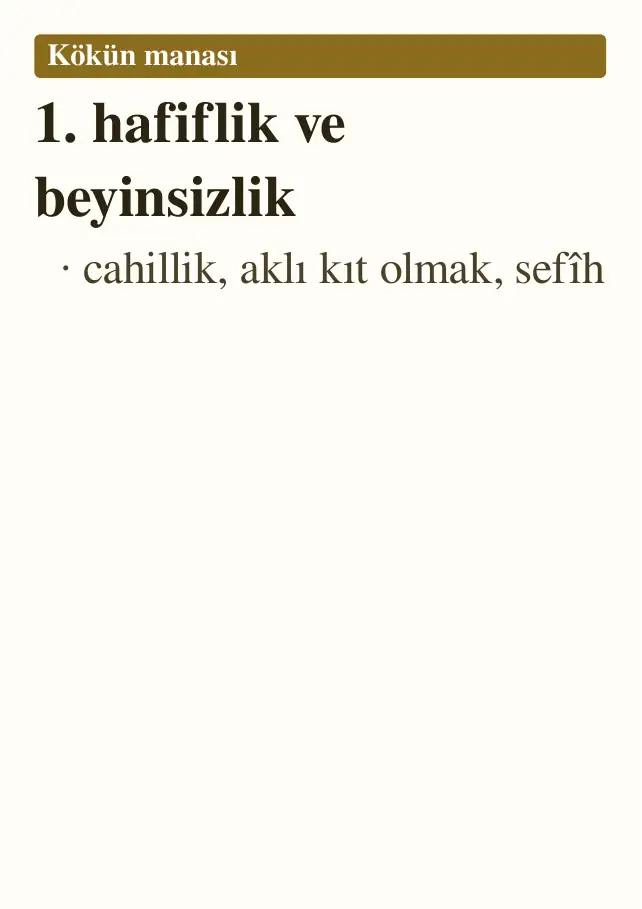 Kökün manası
1. hafiflik ve
beyinsizlik
· cahillik, aklı kıt olmak, sefîh